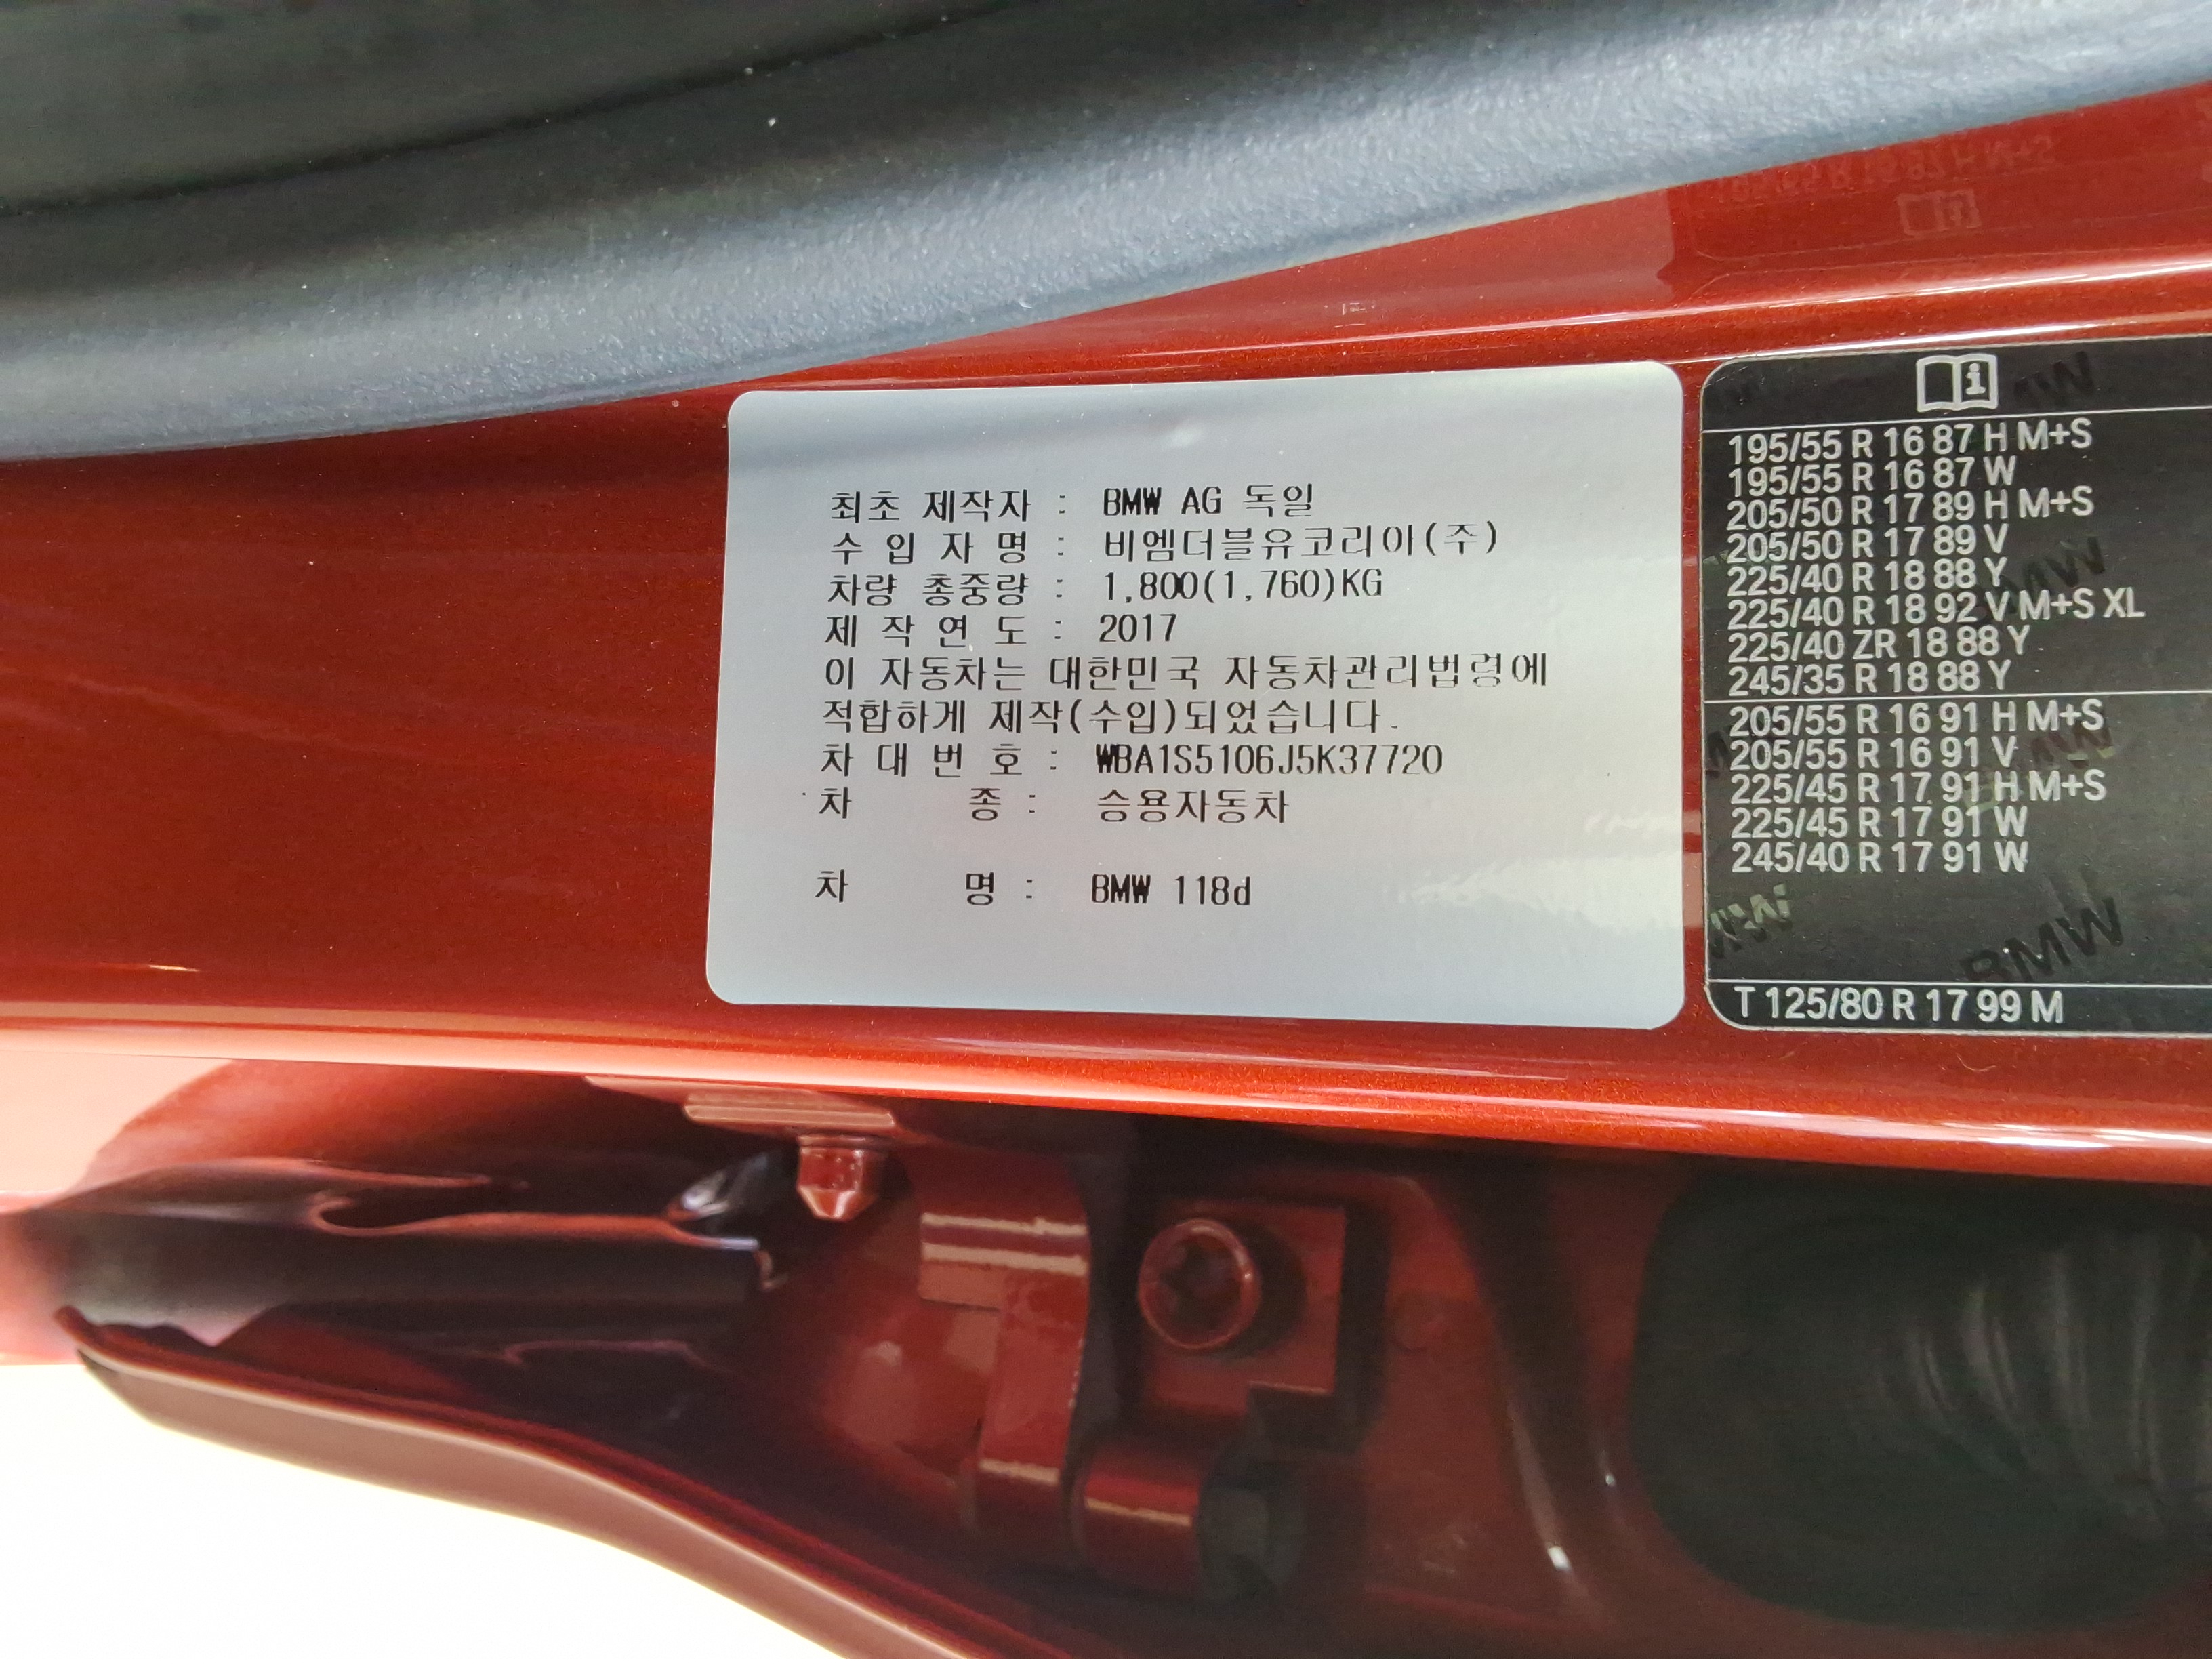 최초 제작자 : BMW AG 독일
수 입 자 명 : 비엠더블유코리아(주)
차량 총중량 : 1,800(1,760)KG
제 작 연 도 : 2017
이 자동차는 대한민국 자동차관리법령에
적합하게 제작(수입)되었습니다.
차 대 번 호 : WBA1S5106J5K37720
차 종 : 승용자동차
차 명 : BMW 118d
195/55 R 16 87 H M+S
195/55 R 16 87 W
205/50 R 17 89 H M+S
205/50 R 17 89 V
225/40 R 18 88 Y
225/40 R 18 92 V M+S XL
225/40 ZR 18 88 Y
245/35 R 18 88 Y
205/55 R 16 91 H M+S
205/55 R 16 91 V
225/45 R 17 91 H M+S
225/45 R 17 91 W
245/40 R 17 91 W
BMW
T 125/80 R 17 99 M